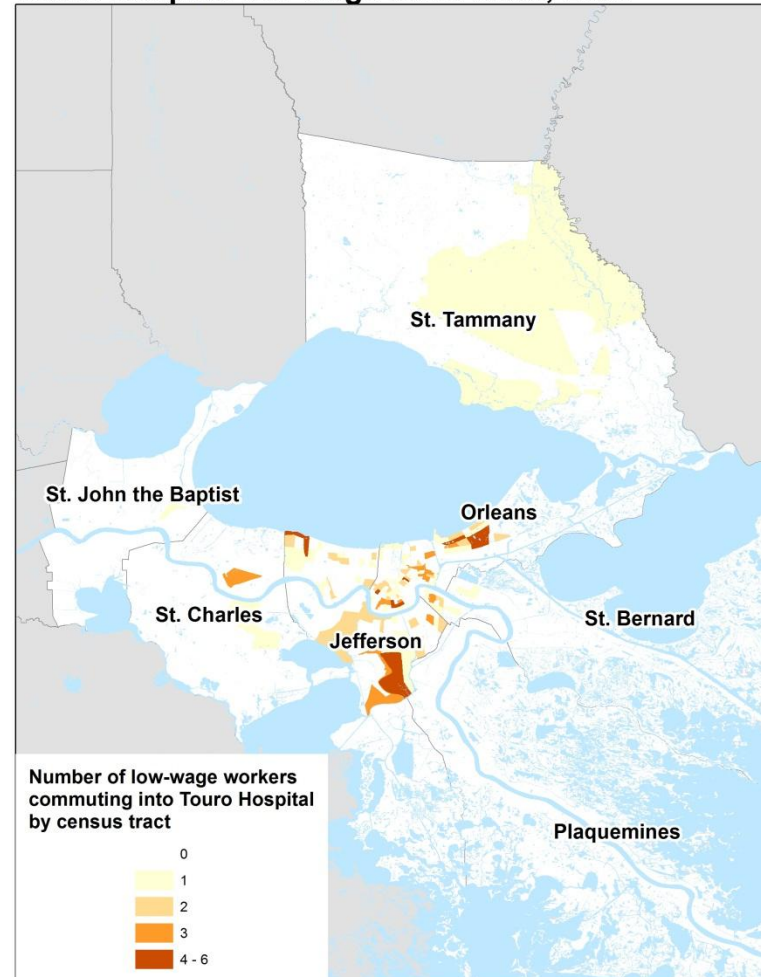 St. Tammany
St. John the Baptist
Orleans
St. Charles
St. Bernard
Jefferson
Number of low-wage workers
commuting into Touro Hospital
by census tract
Plaquemines
0
1
2
3
4 - 6